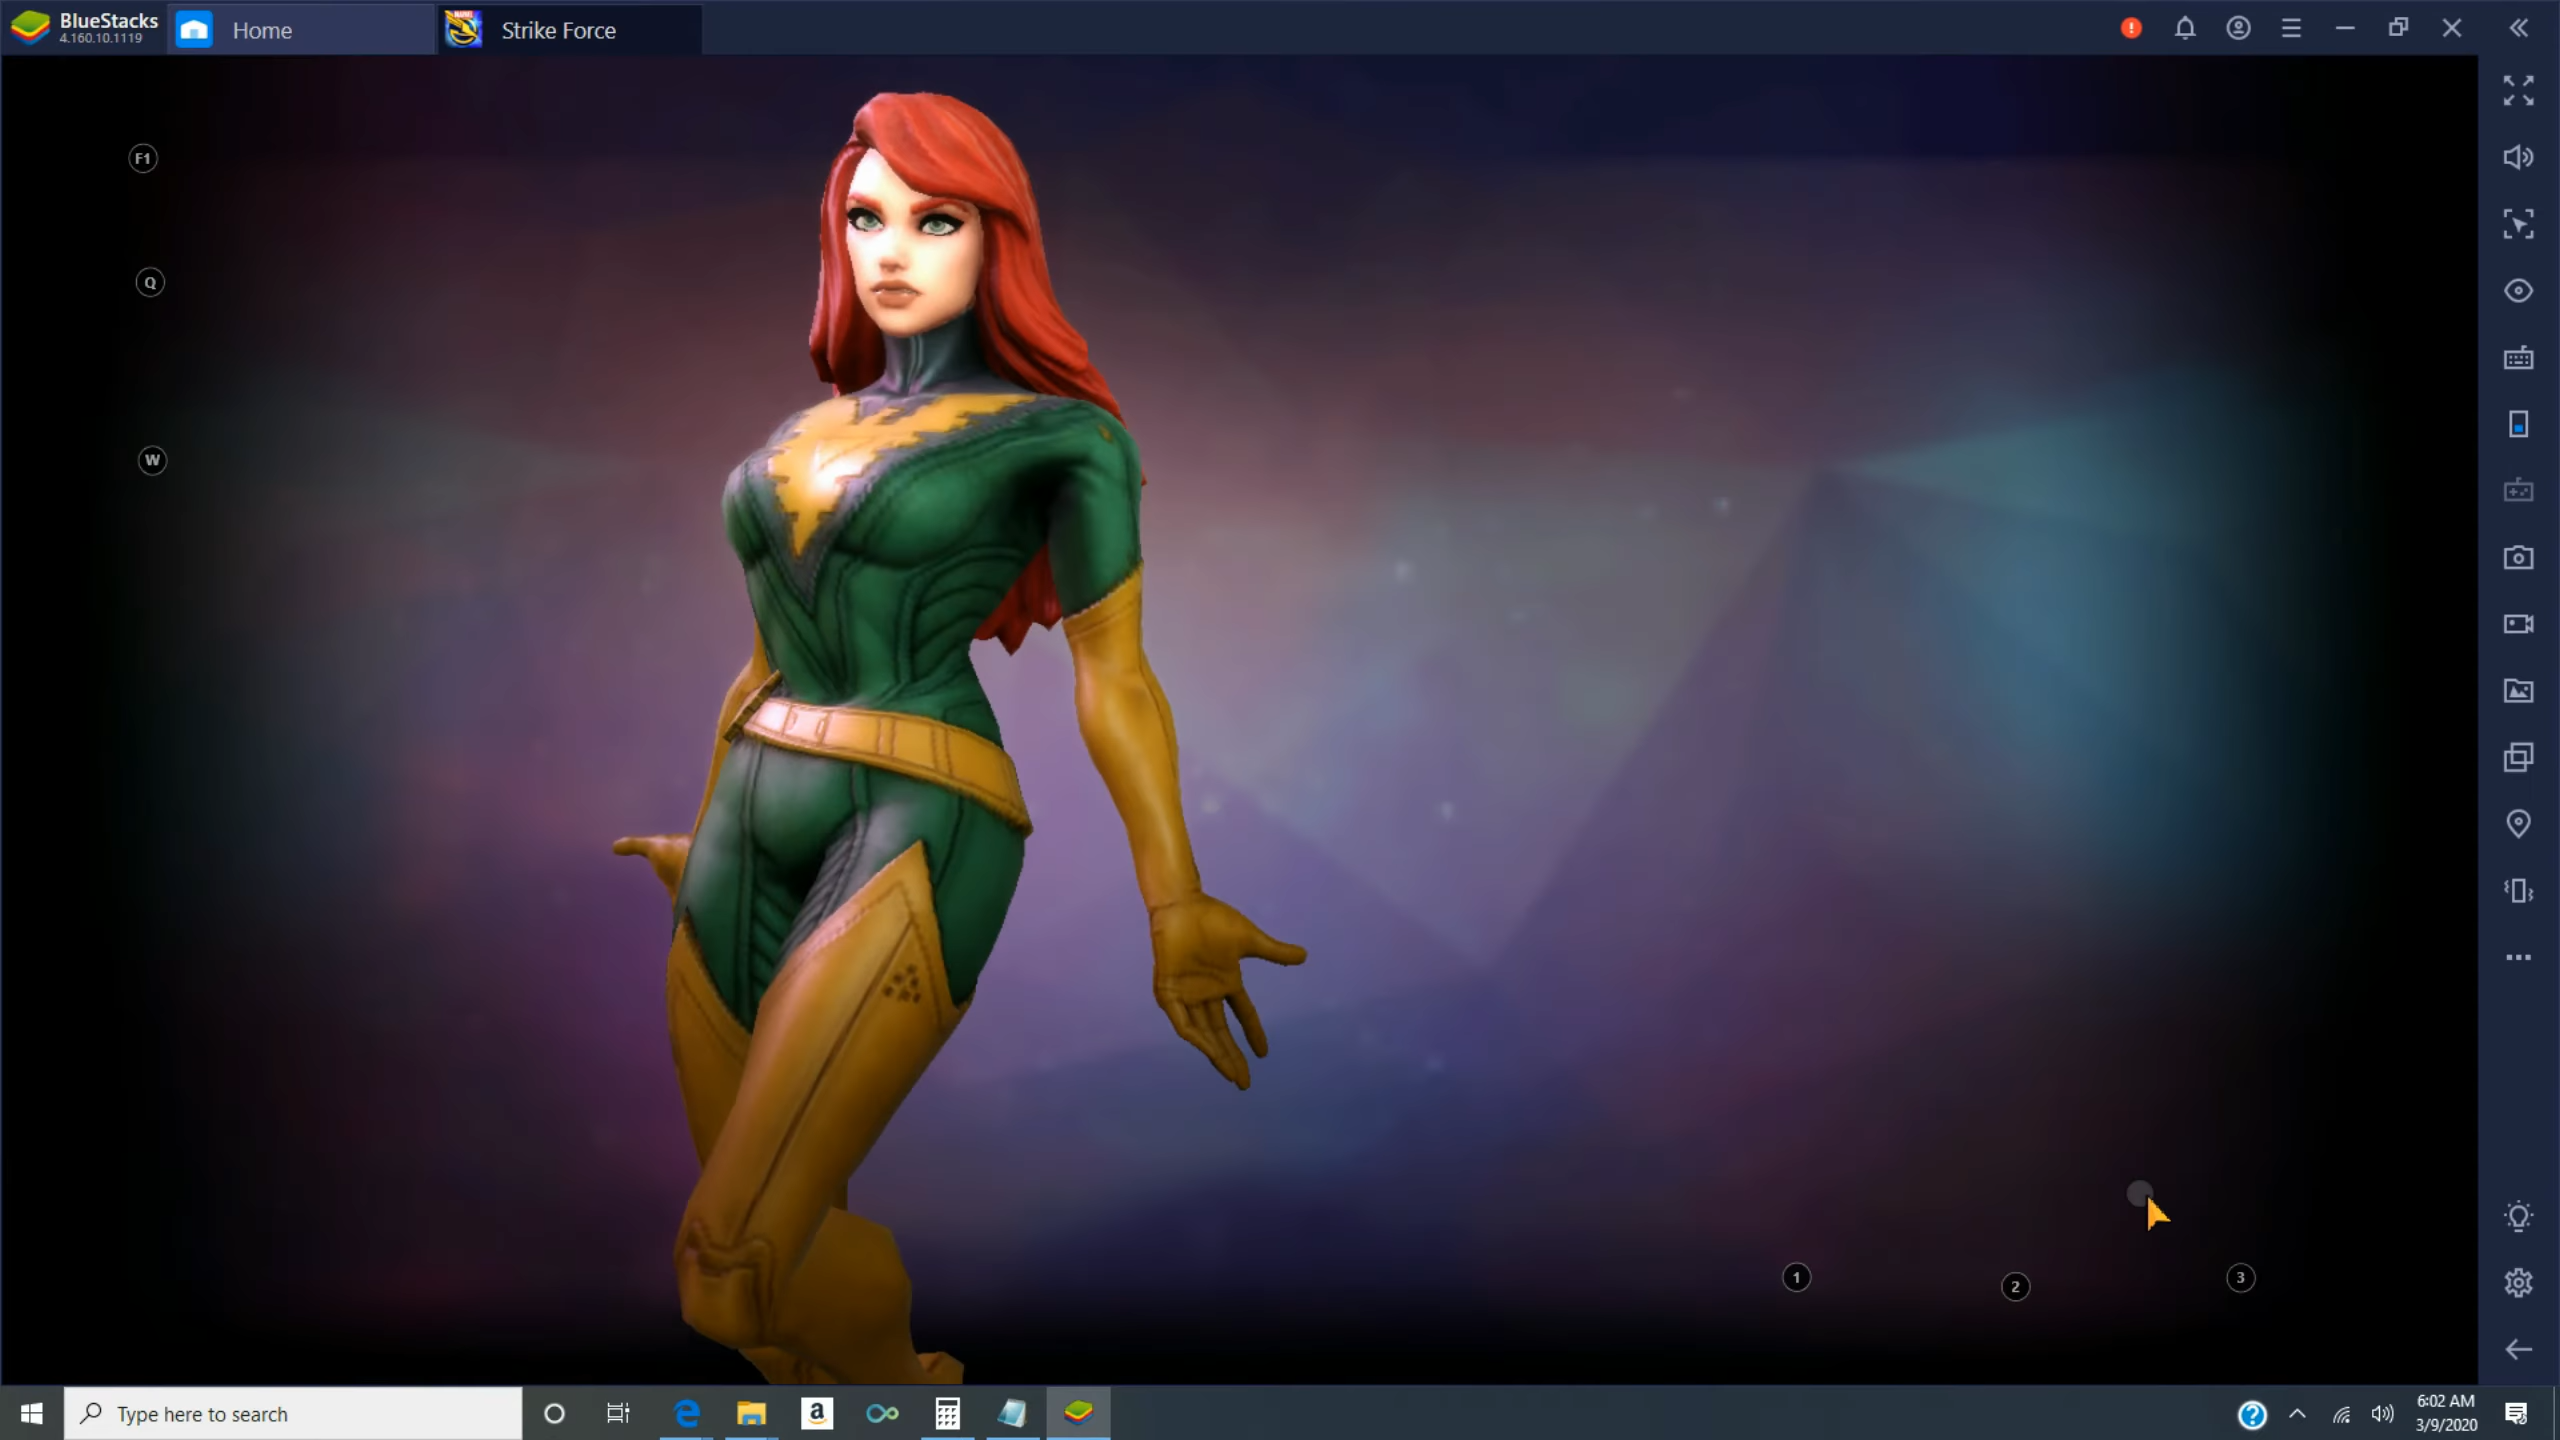 BlueStacks
4.160.10.1119
Home
MARVEL
Strike Force
F1
Q
W
1
2
3
Type here to search
a
6:02 AM
3/9/2020